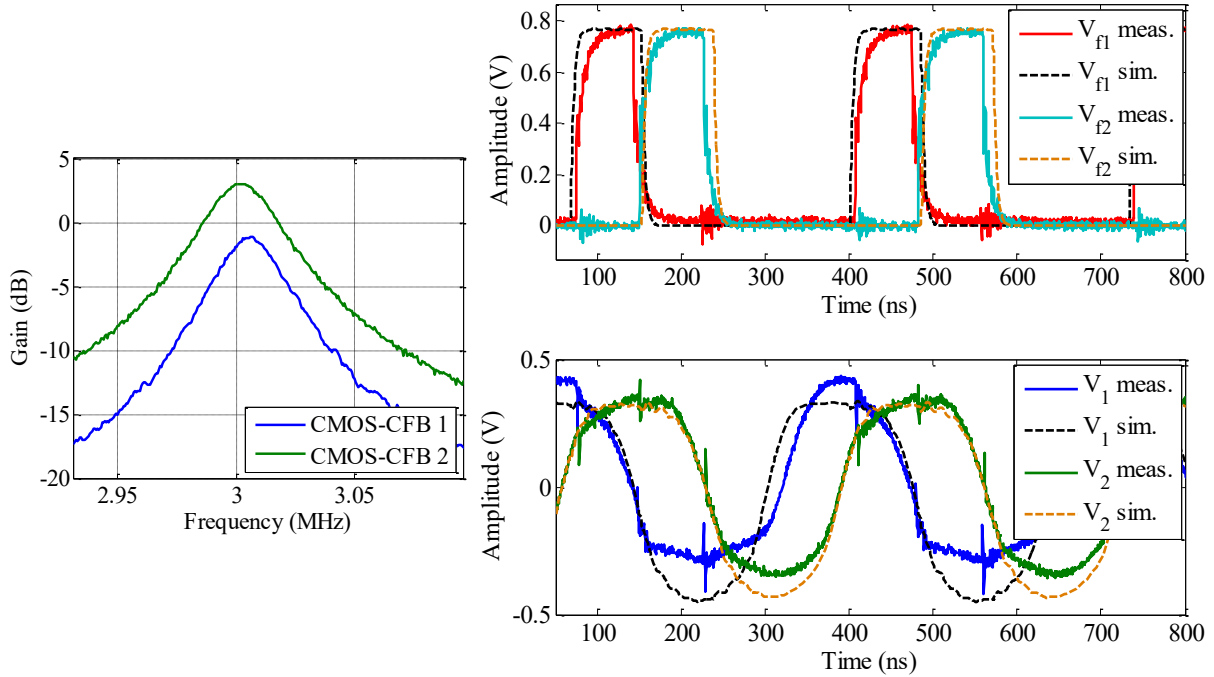 5
0
-5
-10
-15
-20
2.95
3
3.05
Gain (dB)
Frequency (MHz)
CMOS-CFB 1
CMOS-CFB 2
0.8
0.6
0.4
0.2
0
100
200
300
400
500
600
700
800
Amplitude (V)
Time (ns)
V_f1 meas.
V_f1 sim.
V_f2 meas.
V_f2 sim.
0.5
0
-0.5
100
200
300
400
500
600
700
800
Amplitude (V)
Time (ns)
V_1 meas.
V_1 sim.
V_2 meas.
V_2 sim.